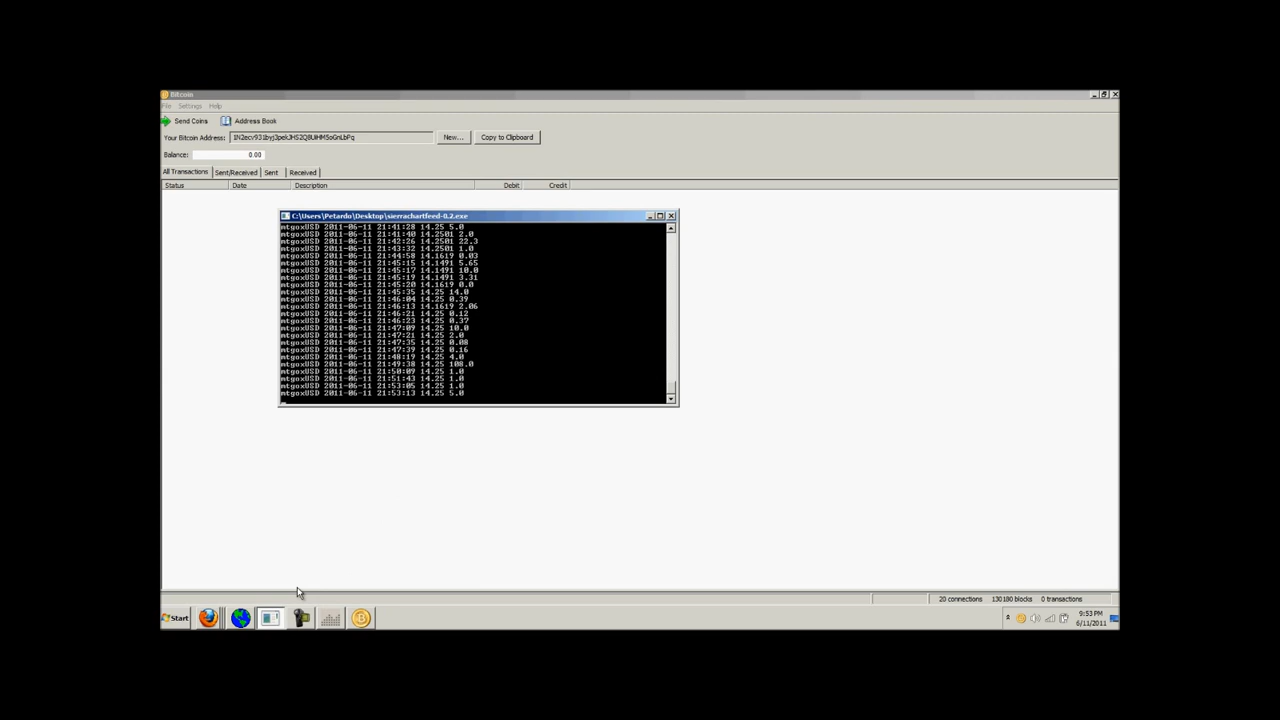 Bitcoin
File Settings Help
Send Coins Address Book
Your Bitcoin Address: New... Copy to Clipboard
Balance: 0.00
All Transactions Sent/Received Sent Received
Status Date Description Debit Credit
C:\Users\Petardo\Desktop\sierrachartfeed-0.2.exe
mtgoxUSD 2011-06-11 21:41:28 14.25 5.0
mtgoxUSD 2011-06-11 21:41:40 14.2501 2.0
mtgoxUSD 2011-06-11 21:42:26 14.2501 22.3
mtgoxUSD 2011-06-11 21:43:32 14.2501 1.0
mtgoxUSD 2011-06-11 21:44:58 14.1619 0.03
mtgoxUSD 2011-06-11 21:45:15 14.1491 5.65
mtgoxUSD 2011-06-11 21:45:17 14.1491 10.0
mtgoxUSD 2011-06-11 21:45:19 14.1491 3.31
mtgoxUSD 2011-06-11 21:45:20 14.1619 0.0
mtgoxUSD 2011-06-11 21:45:35 14.25 14.0
mtgoxUSD 2011-06-11 21:46:04 14.25 0.39
mtgoxUSD 2011-06-11 21:46:13 14.1619 2.06
mtgoxUSD 2011-06-11 21:46:21 14.25 0.12
mtgoxUSD 2011-06-11 21:46:23 14.25 0.37
mtgoxUSD 2011-06-11 21:47:09 14.25 10.0
mtgoxUSD 2011-06-11 21:47:21 14.25 2.0
mtgoxUSD 2011-06-11 21:47:35 14.25 0.08
mtgoxUSD 2011-06-11 21:47:39 14.25 0.16
mtgoxUSD 2011-06-11 21:48:19 14.25 4.0
mtgoxUSD 2011-06-11 21:49:38 14.25 108.0
mtgoxUSD 2011-06-11 21:50:09 14.25 1.0
mtgoxUSD 2011-06-11 21:51:43 14.25 1.0
mtgoxUSD 2011-06-11 21:53:05 14.25 1.0
mtgoxUSD 2011-06-11 21:53:13 14.25 5.0
20 connections 130180 blocks 0 transactions
Start
9:53 PM
6/11/2011